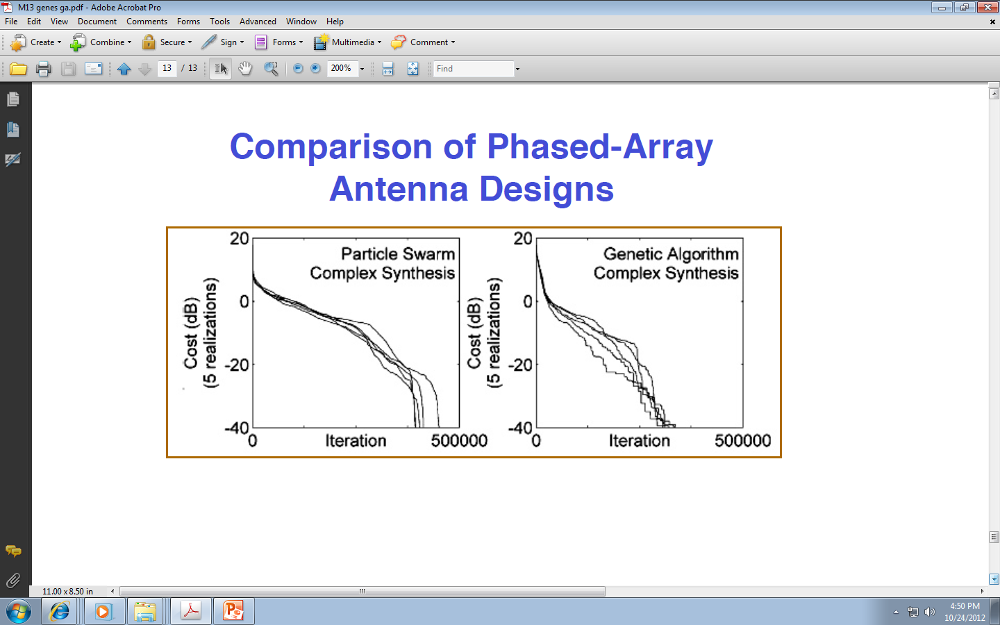 M13 genes ga.pdf - Adobe Acrobat Pro
File Edit View Document Comments Forms Tools Advanced Window Help
Create Combine Secure Sign Forms Multimedia Comment
13 / 13 200% Find
Comparison of Phased-Array
Antenna Designs
20
Particle Swarm
Complex Synthesis
0
-20
-40
Cost (dB)
(5 realizations)
0 Iteration 500000
20
Genetic Algorithm
Complex Synthesis
0
-20
-40
Cost (dB)
(5 realizations)
0 Iteration 500000
11.00 x 8.50 in
4:50 PM
10/24/2012